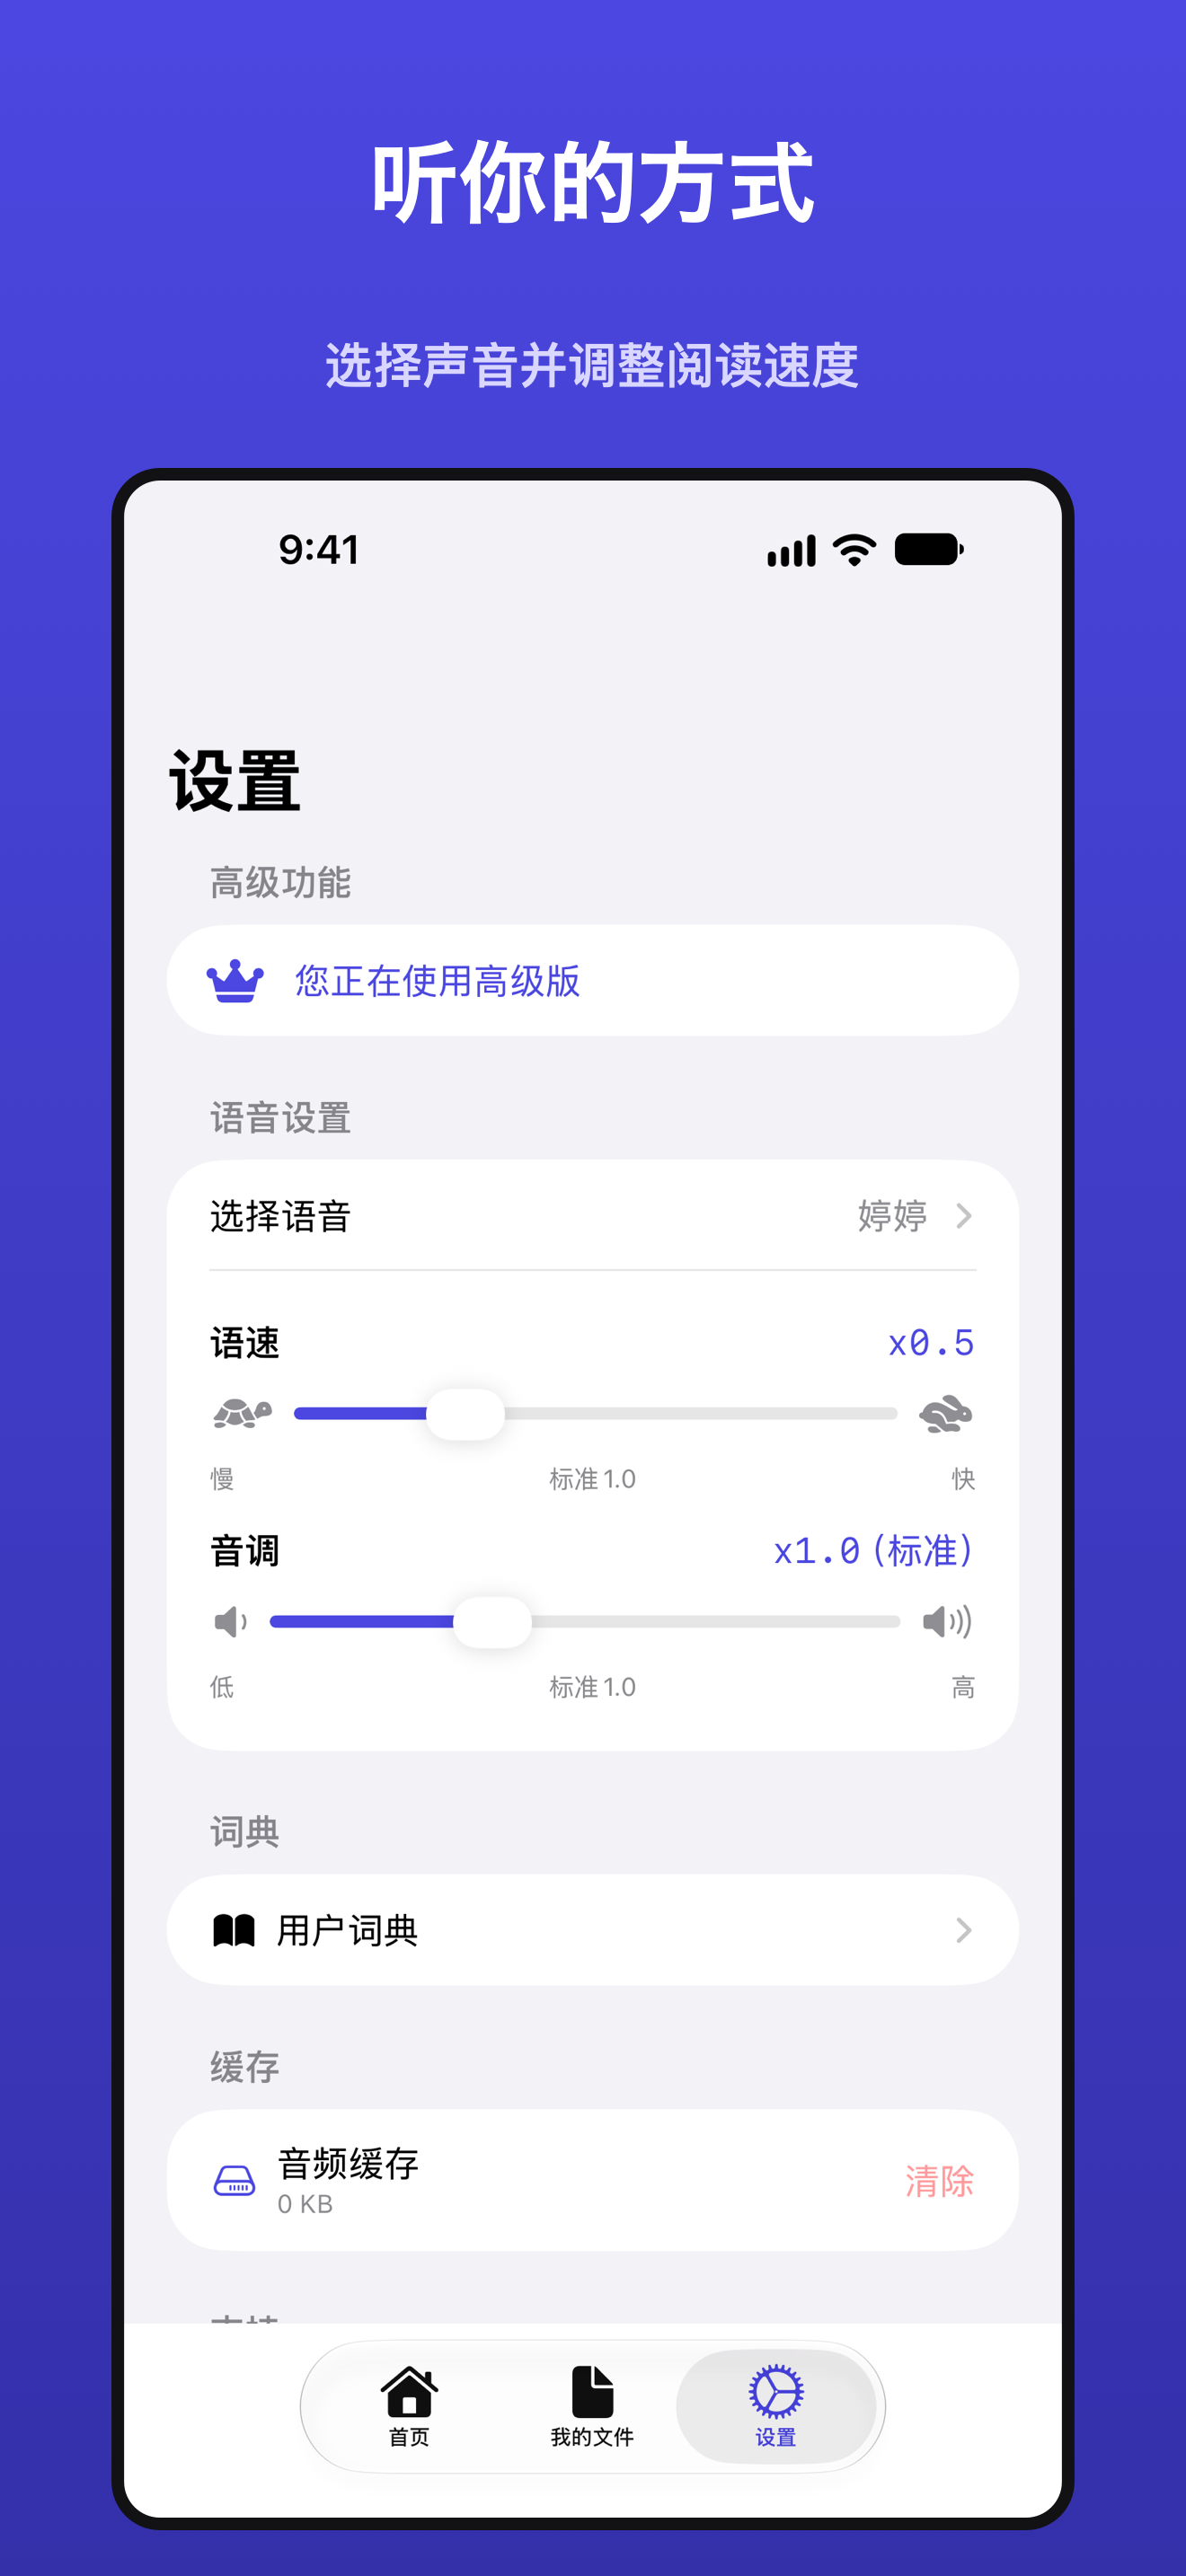 听你的方式
选择声音并调整阅读速度
9:41
设置
高级功能
您正在使用高级版
语音设置
选择语音 婷婷
语速 x0.5
慢 标准 1.0 快
音调 x1.0 (标准)
低 标准 1.0 高
词典
用户词典
缓存
音频缓存
0 KB
清除
首页 我的文件 设置